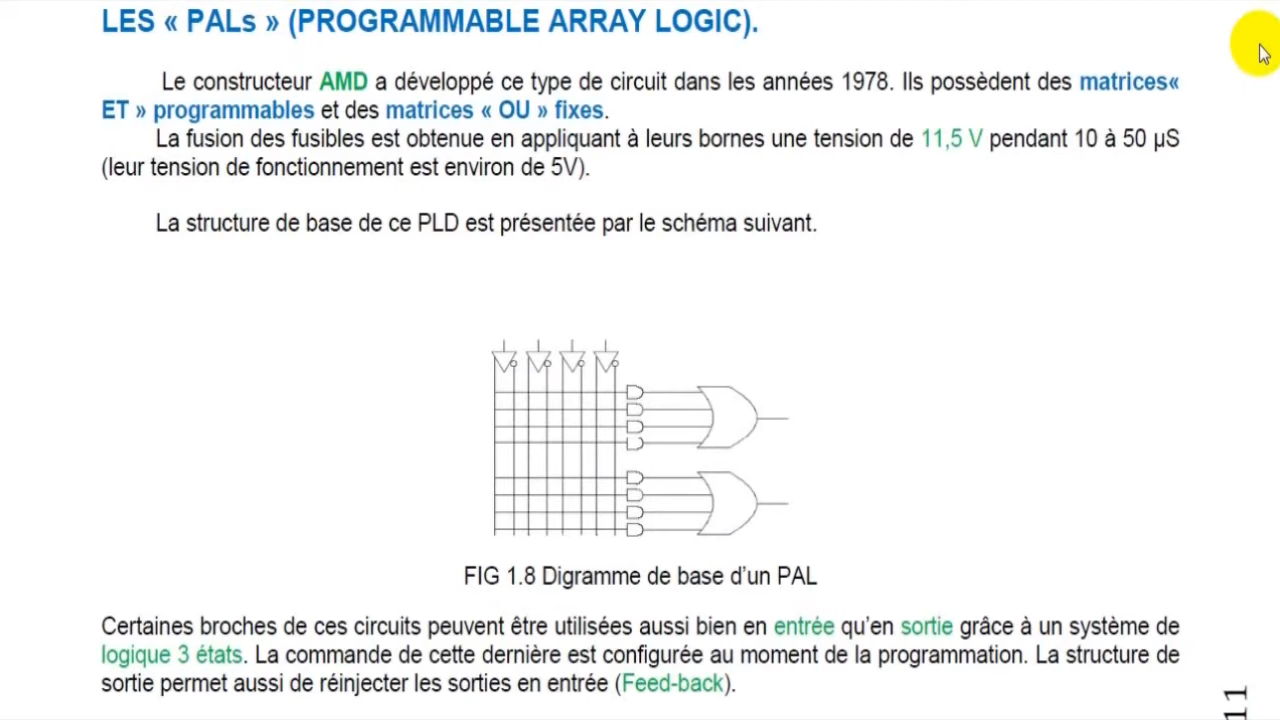 LES « PALs » (PROGRAMMABLE ARRAY LOGIC).
Le constructeur AMD a développé ce type de circuit dans les années 1978. Ils possèdent des matrices«
ET » programmables et des matrices « OU » fixes.
La fusion des fusibles est obtenue en appliquant à leurs bornes une tension de 11,5 V pendant 10 à 50 µS
(leur tension de fonctionnement est environ de 5V).
La structure de base de ce PLD est présentée par le schéma suivant.
FIG 1.8 Digramme de base d'un PAL
Certaines broches de ces circuits peuvent être utilisées aussi bien en entrée qu'en sortie grâce à un système de
logique 3 états. La commande de cette dernière est configurée au moment de la programmation. La structure de
sortie permet aussi de réinjecter les sorties en entrée (Feed-back).
11